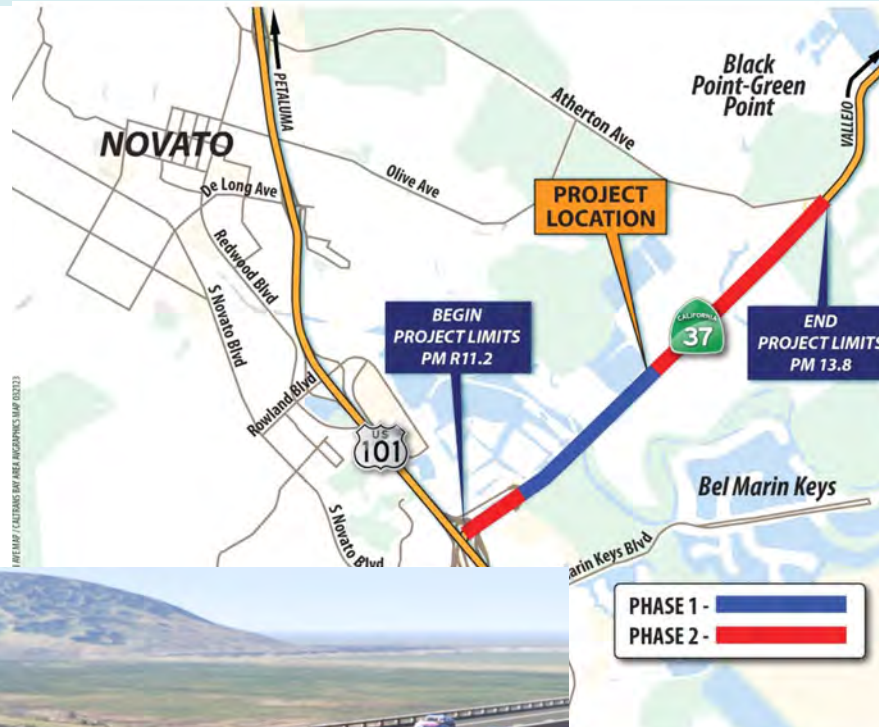 PETALUMA
NOVATO
De Long Ave
Olive Ave
Atherton Ave
Black
Point-Green
Point
VALLEJO
PROJECT
LOCATION
Redwood Blvd
S Novato Blvd
Rowland Blvd
US
101
S Novato Blvd
BEGIN
PROJECT LIMITS
PM R11.2
CALIFORNIA
37
END
PROJECT LIMITS
PM 13.8
Bel Marin Keys
arin Keys Blvd
PHASE 1 -
PHASE 2 -